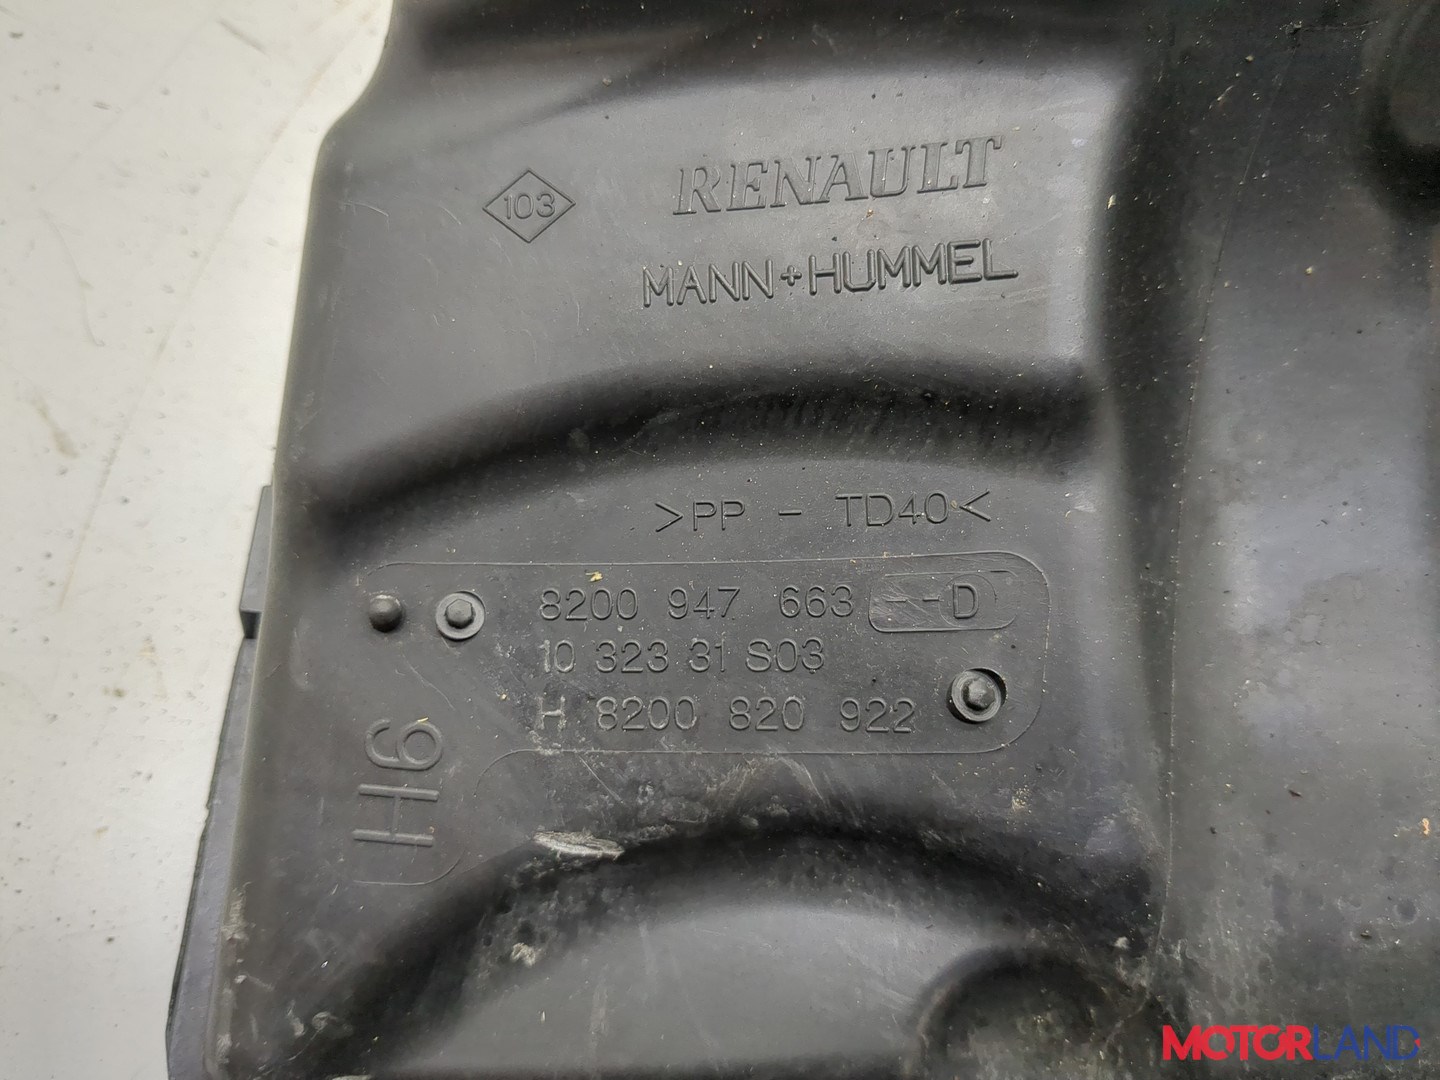 103
RENAULT
MANN+HUMMEL
>PP - TD40<
8200 947 663 --D
10 323 31 S03
H 8200 820 922
H6
MOTORLAND